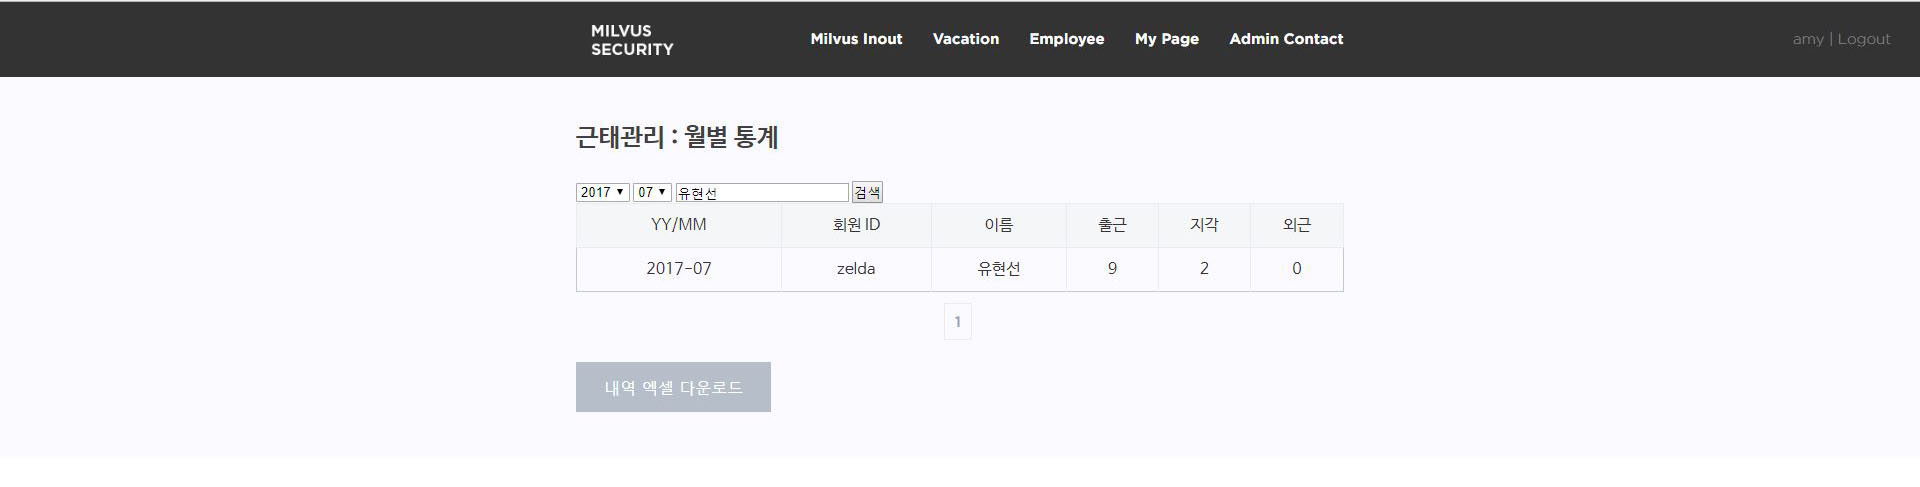 MILVUS
SECURITY
Milvus Inout Vacation Employee My Page Admin Contact
amy | Logout
근태관리 : 월별 통계
2017 07 유현선 검색
YY/MM 회원 ID 이름 출근 지각 외근
2017-07 zelda 유현선 9 2 0
1
내역 엑셀 다운로드